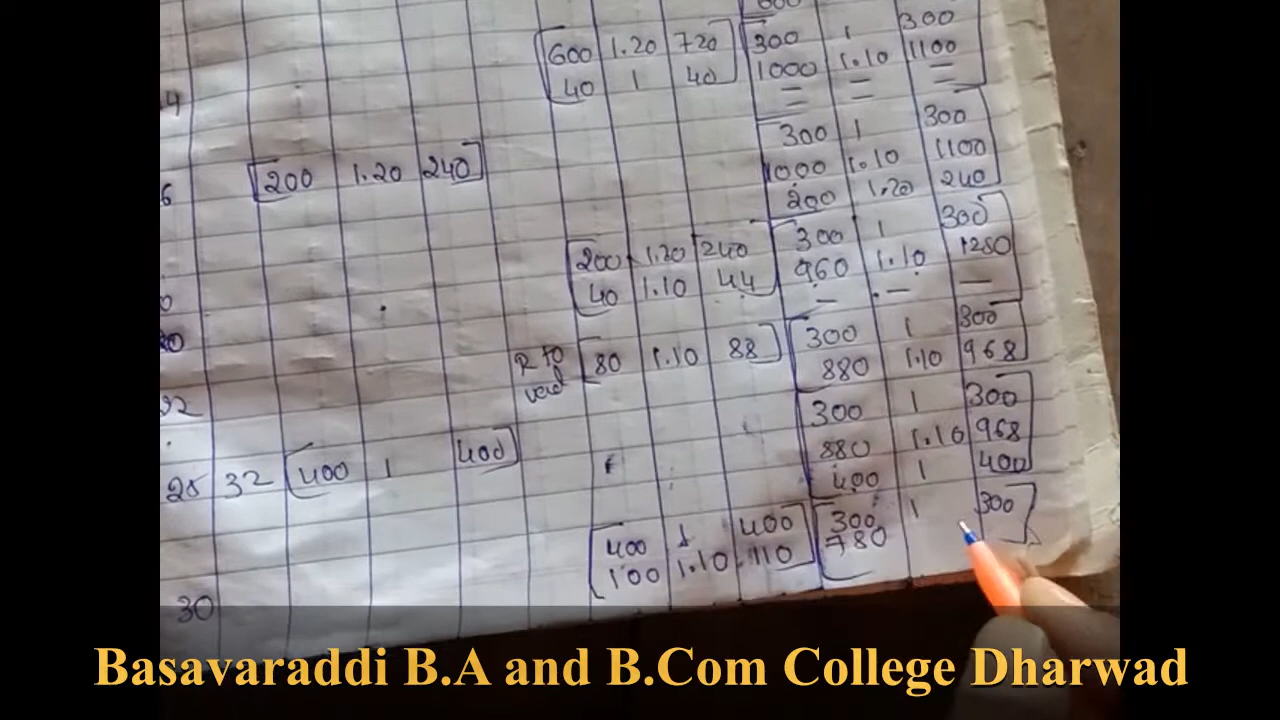 600 1.20 720 300 1 300
40 1 40 1000 1.10 1100
= = =
4
300 1 300
1000 1.10 1100
6 200 1.20 240 200 1.20 240
200 1.20 240 300 1 300
40 1.10 44 960 1.10 1250
— — —
R to vend 80 1.10 88 300 1 300
880 1.10 968
300 1 300
880 1.10 968
25 32 400 1 400 400 1 400
400 1 400 300 1 300
100 1.10 110 780
30
Basavaraddi B.A and B.Com College Dharwad